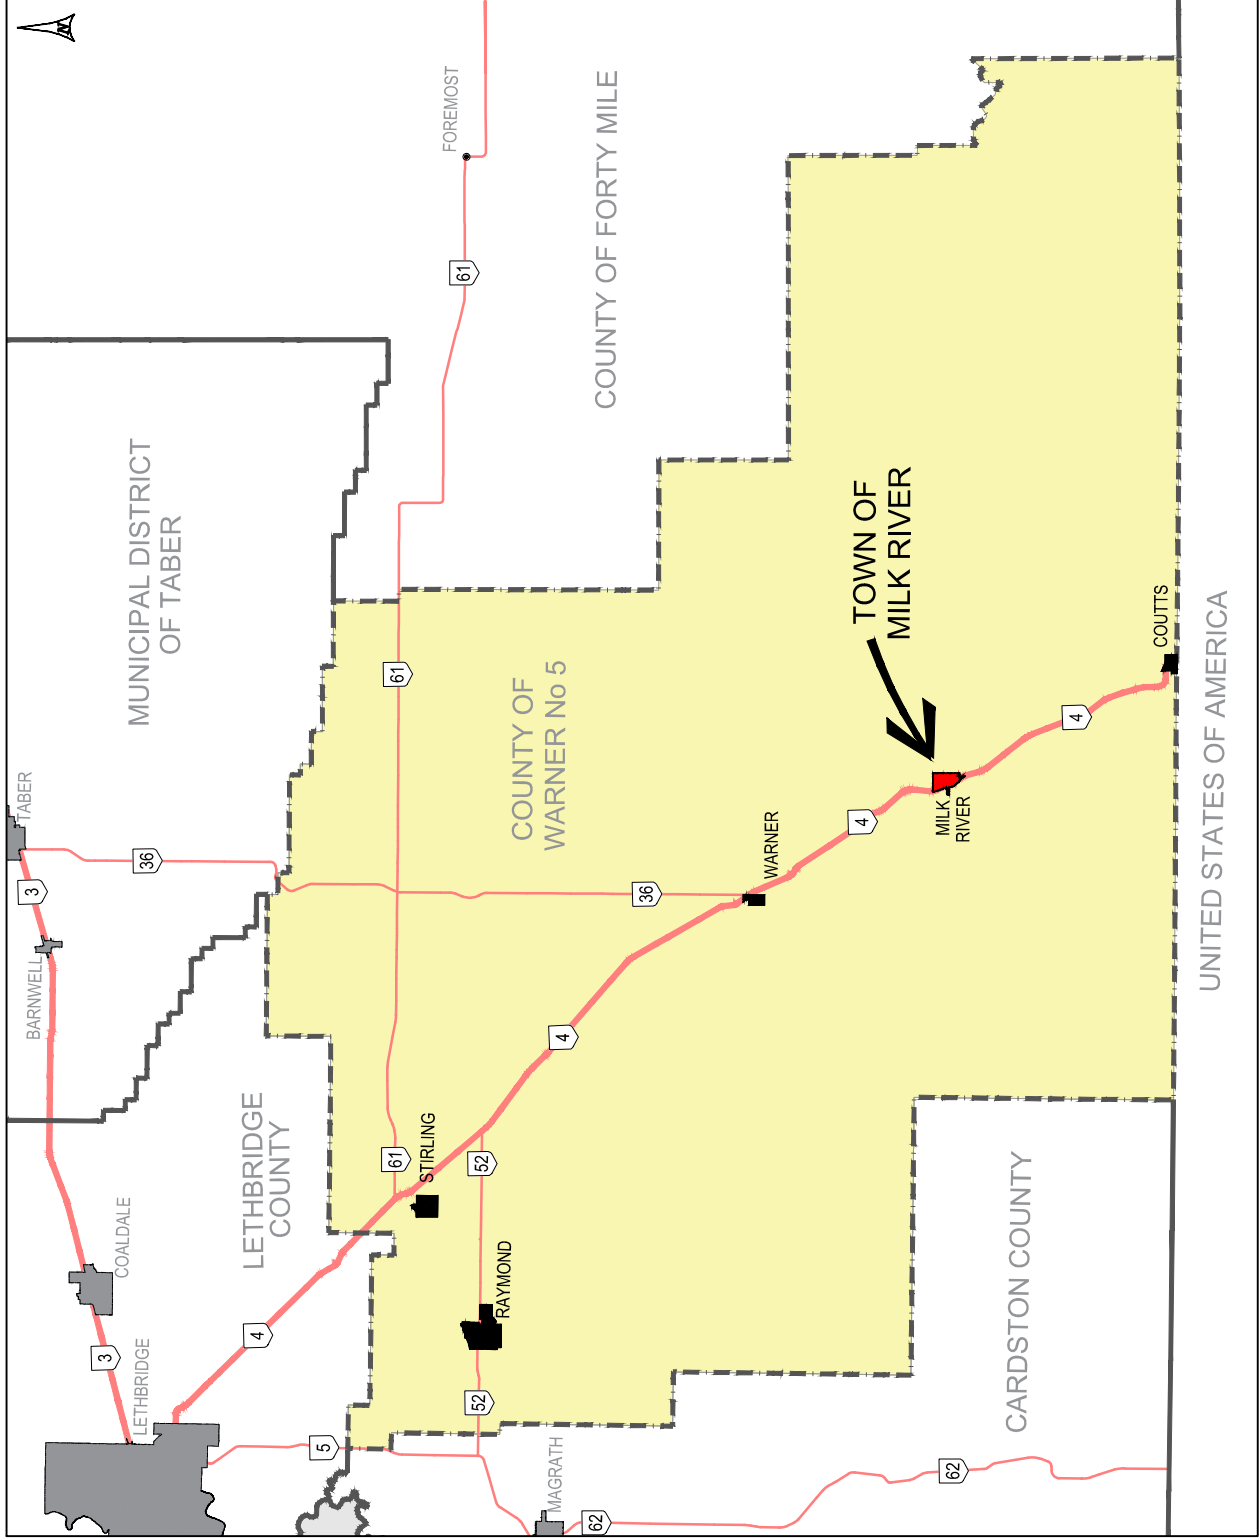 N
FOREMOST
61
COUNTY OF FORTY MILE
MUNICIPAL DISTRICT
OF TABER
TABER
36
3
BARNWELL
61
COUNTY OF
WARNER No 5
TOWN OF
MILK RIVER
COUTTS
4
UNITED STATES OF AMERICA
MILK
RIVER
4
WARNER
36
4
LETHBRIDGE
COUNTY
61
STIRLING
52
COALDALE
3
LETHBRIDGE
4
RAYMOND
52
5
MAGRATH
62
CARDSTON COUNTY
62